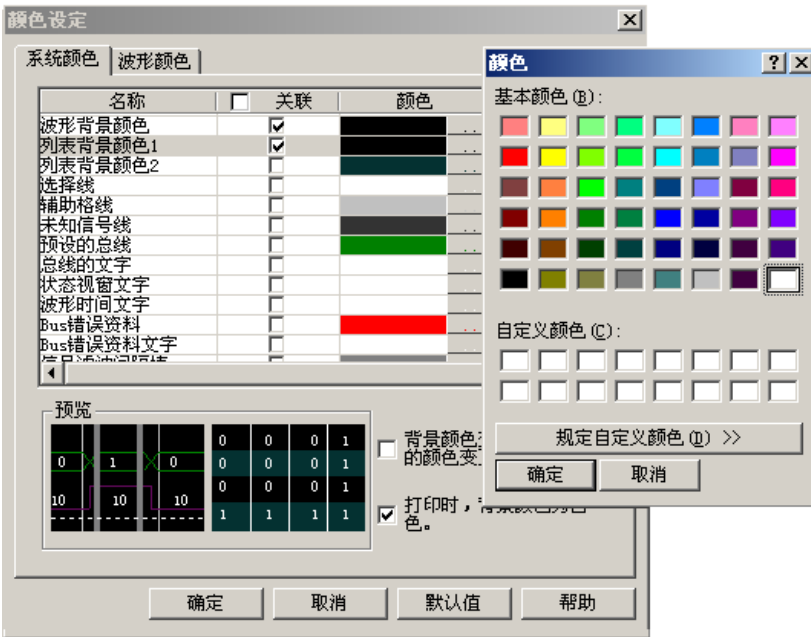 颜色设定
系统颜色 波形颜色
名称 关联 颜色
波形背景颜色
列表背景颜色1
列表背景颜色2
选择线
辅助格线
未知信号线
预设的总线
总线的文字
状态视窗文字
波形时间文字
Bus错误资料
Bus错误资料文字
预览
0 1 0
10 10 10
0 0 0 1
0 0 0 1
0 0 0 1
1 1 1 1
背景颜色
的颜色变
打印时，背景颜色为白
色。
确定 取消 默认值 帮助
颜色
基本颜色(B):
自定义颜色(C):
规定自定义颜色(D) >>
确定 取消